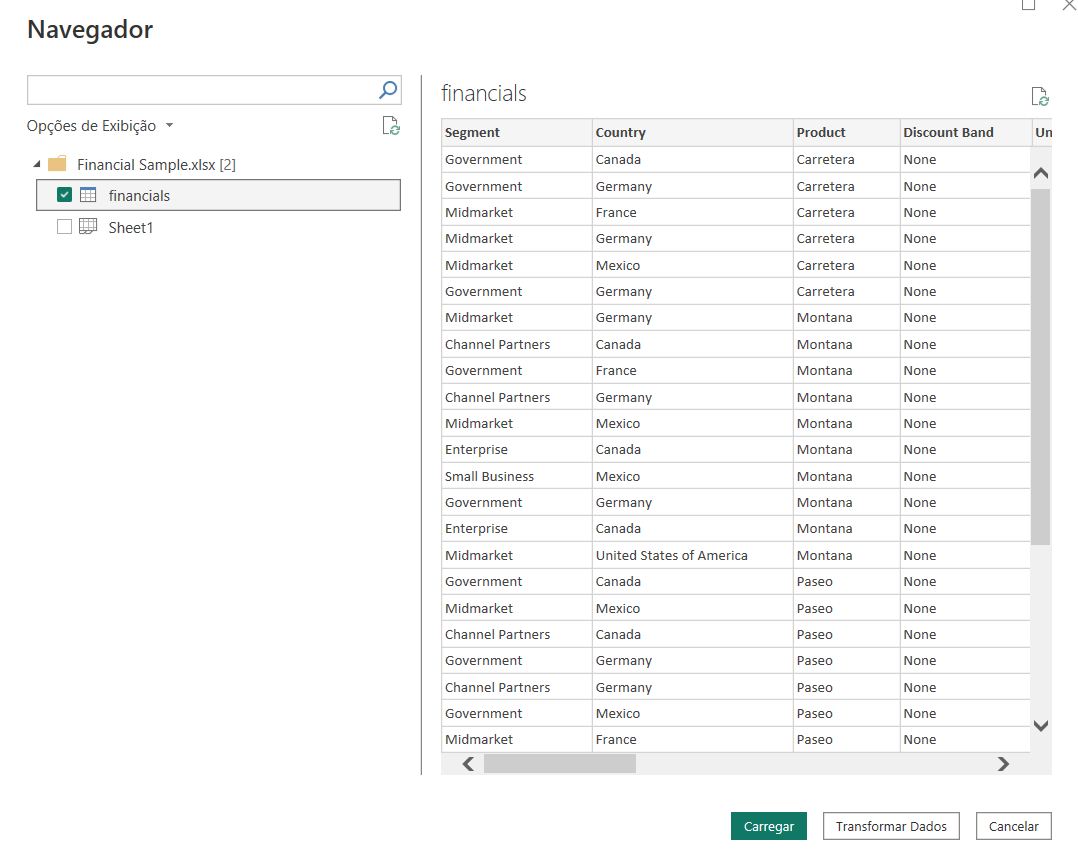 Navegador
Opções de Exibição
Financial Sample.xlsx [2]
financials
Sheet1
financials
Segment Country Product Discount Band Un
Government Canada Carretera None
Government Germany Carretera None
Midmarket France Carretera None
Midmarket Germany Carretera None
Midmarket Mexico Carretera None
Government Germany Carretera None
Midmarket Germany Montana None
Channel Partners Canada Montana None
Government France Montana None
Channel Partners Germany Montana None
Midmarket Mexico Montana None
Enterprise Canada Montana None
Small Business Mexico Montana None
Government Germany Montana None
Enterprise Canada Montana None
Midmarket United States of America Montana None
Government Canada Paseo None
Midmarket Mexico Paseo None
Channel Partners Canada Paseo None
Government Germany Paseo None
Channel Partners Germany Paseo None
Government Mexico Paseo None
Midmarket France Paseo None
Carregar Transformar Dados Cancelar